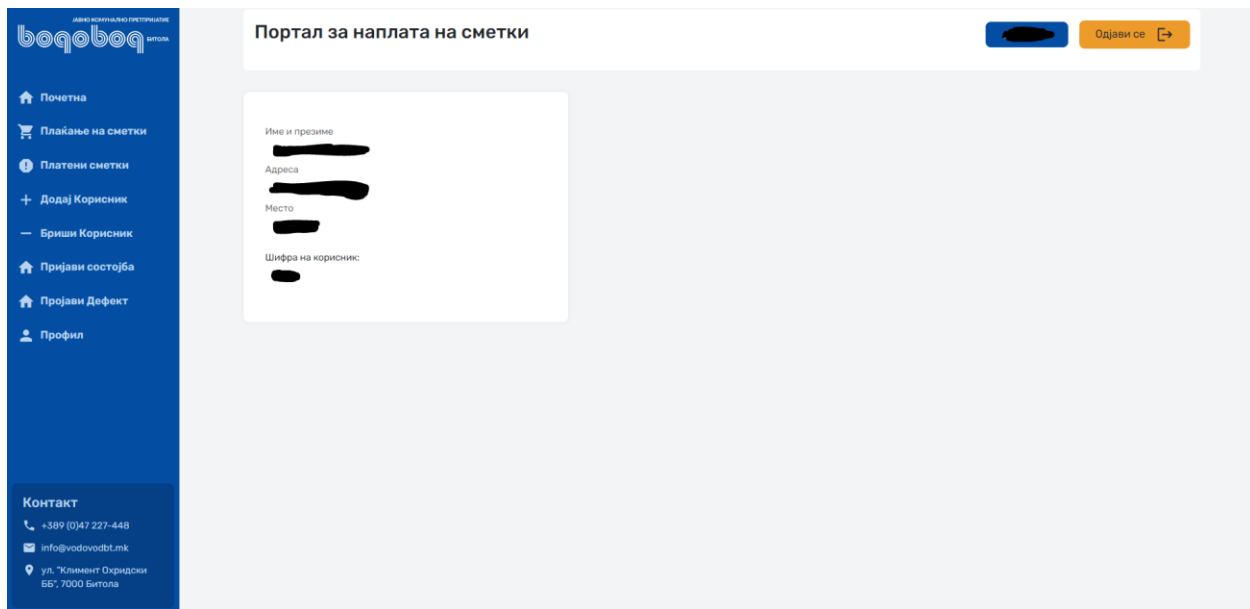 ЈАВНО КОМУНАЛНО ПРЕТПРИЈАТИЕ
водовод БИТОЛА
Почетна
Плаќање на сметки
Платени сметки
Додај Корисник
Бриши Корисник
Пријави состојба
Пројави Дефект
Профил
Контакт
+389 (0)47 227-448
info@vodovodbt.mk
ул. "Климент Охридски
ББ", 7000 Битола
Портал за наплата на сметки
Одјави се
Име и презиме
Адреса
Место
Шифра на корисник: